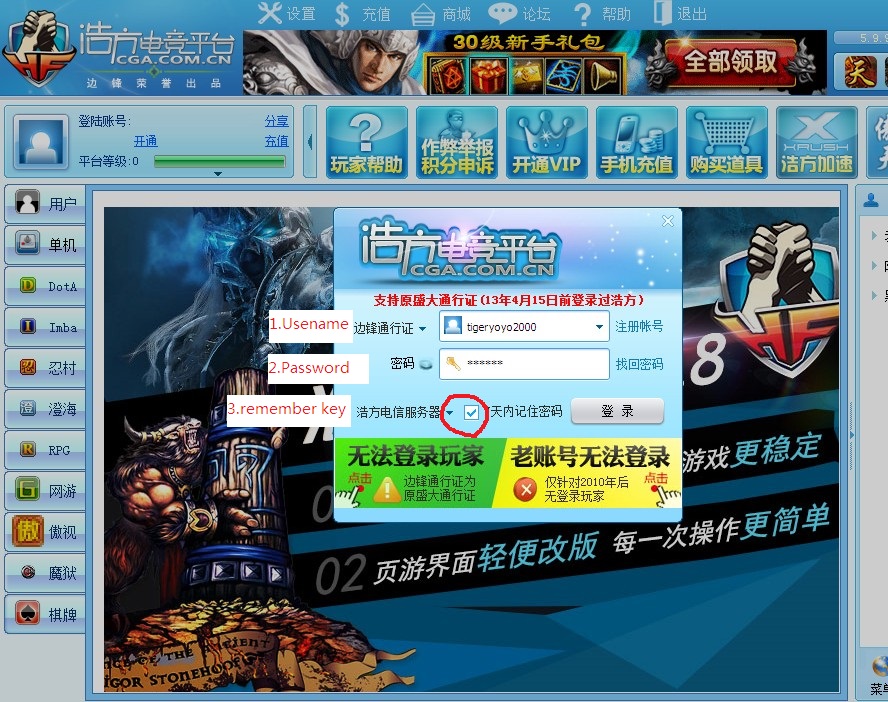 设置
充值
商城
论坛
帮助
退出
浩方电竞平台
CGA.COM.CN
边锋荣誉出品
30级新手礼包
全部领取
5.9.
天
登陆账号:
分享
开通
充值
平台等级:0
玩家帮助
作弊举报
积分申诉
开通VIP
手机充值
购买道具
XRUSH
浩方加速
用户
单机
DotA
Imba
忍村
澄海
RPG
网游
傲视
魔狱
棋牌
浩方电竞平台
CGA.COM.CN
支持原盛大通行证(13年4月15日前登录过浩方)
1.Usename
边锋通行证
tigeryoyo2000
注册帐号
2.Password
密码
******
找回密码
3.remember key
浩方电信服务器
天内记住密码
登 录
无法登录玩家
点击
边锋通行证为
原盛大通行证
老账号无法登录
仅针对2010年后
无登录玩家
点击
8
游戏更稳定
02 页游界面轻便改版 每一次操作更简单
HF
菜单